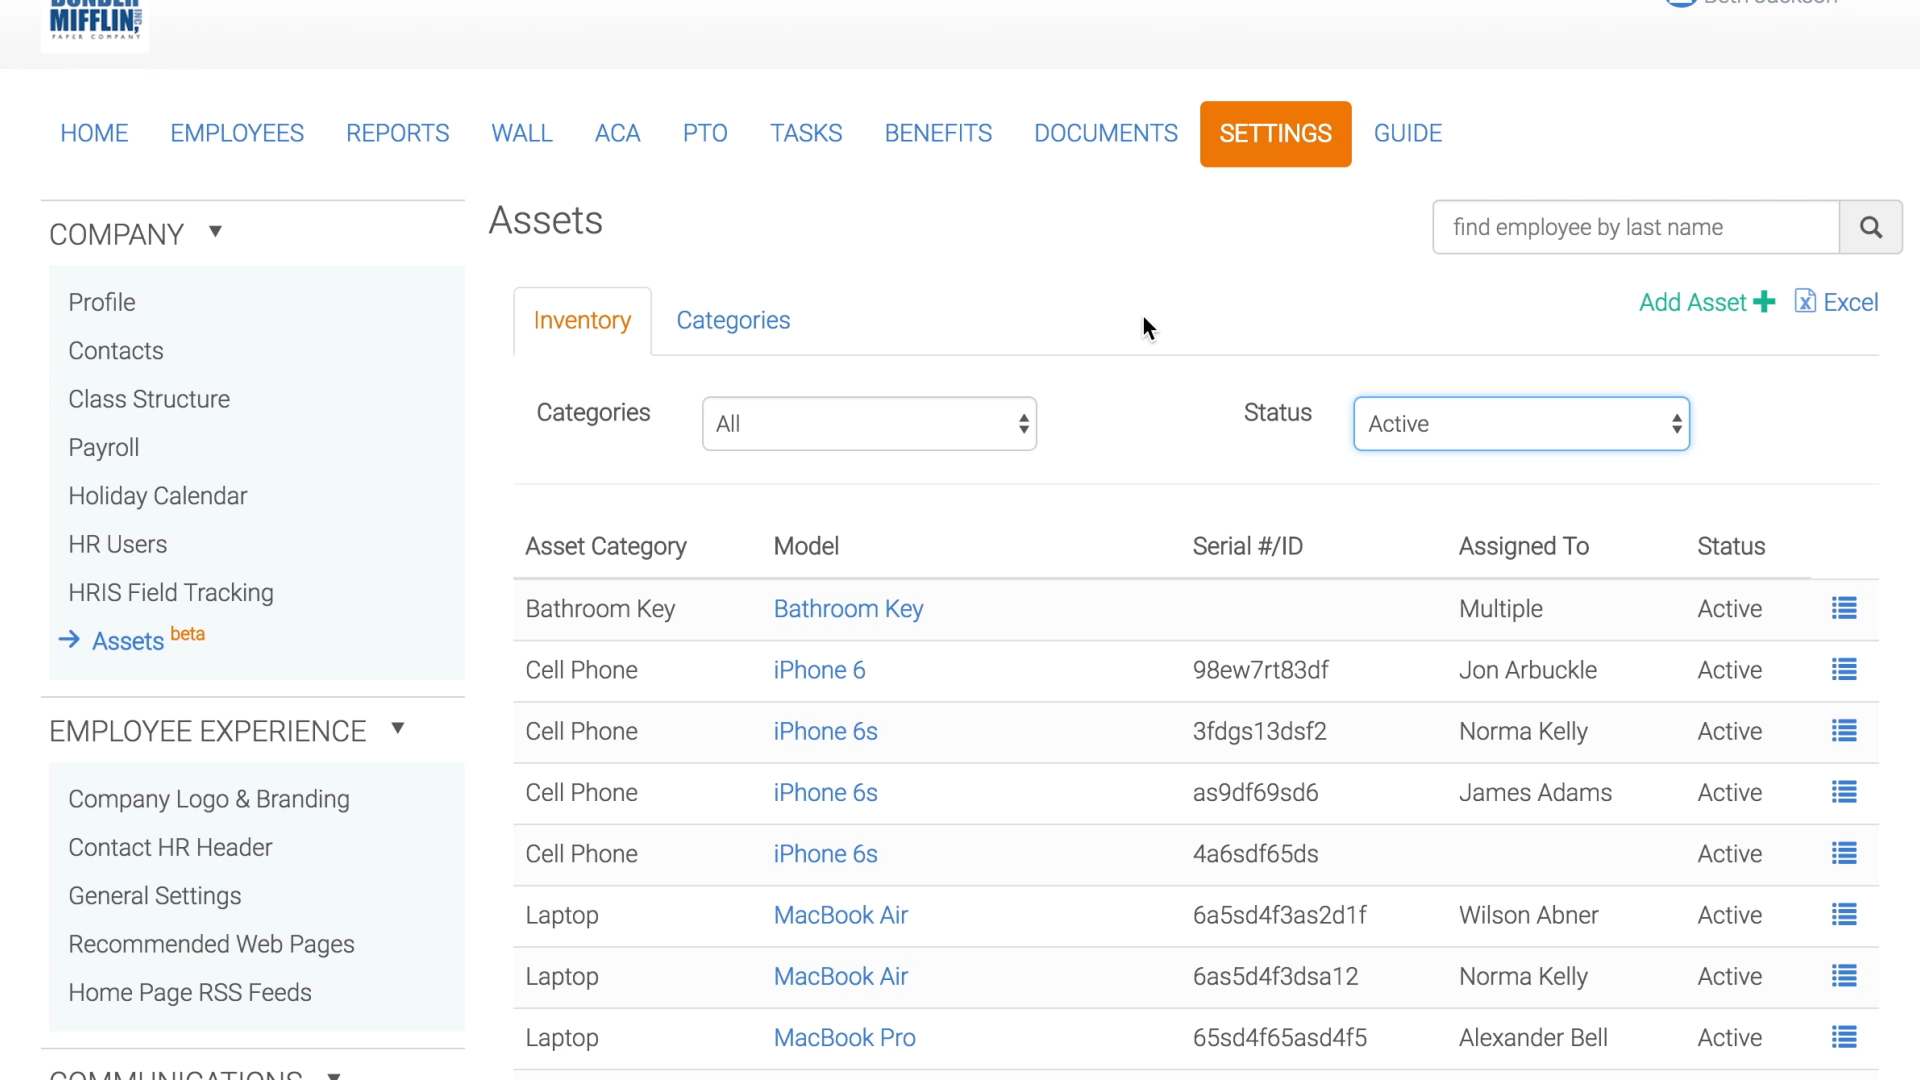 MIFFLIN, INC
PAPER COMPANY
HOME EMPLOYEES REPORTS WALL ACA PTO TASKS BENEFITS DOCUMENTS SETTINGS GUIDE
COMPANY ▼
Profile
Contacts
Class Structure
Payroll
Holiday Calendar
HR Users
HRIS Field Tracking
→ Assets beta
EMPLOYEE EXPERIENCE ▼
Company Logo & Branding
Contact HR Header
General Settings
Recommended Web Pages
Home Page RSS Feeds
COMMUNICATIONS ▼
Assets
find employee by last name
Inventory Categories
Add Asset + Excel
Categories All Status Active
Asset Category Model Serial #/ID Assigned To Status
Bathroom Key Bathroom Key Multiple Active
Cell Phone iPhone 6 98ew7rt83df Jon Arbuckle Active
Cell Phone iPhone 6s 3fdgs13dsf2 Norma Kelly Active
Cell Phone iPhone 6s as9df69sd6 James Adams Active
Cell Phone iPhone 6s 4a6sdf65ds Active
Laptop MacBook Air 6a5sd4f3as2d1f Wilson Abner Active
Laptop MacBook Air 6as5d4f3dsa12 Norma Kelly Active
Laptop MacBook Pro 65sd4f65asd4f5 Alexander Bell Active